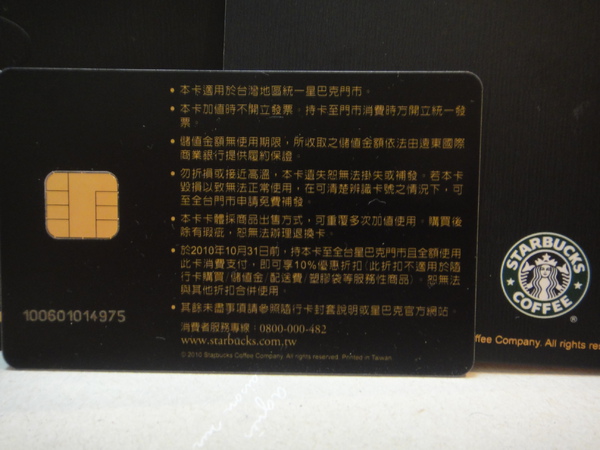 • 本卡適用於台灣地區統一星巴克門市。
• 本卡加值時不開立發票，持卡至門市消費時方開立統一發
票。
• 儲值金額無使用期限，所收取之儲值金額依法由遠東國際
商業銀行提供履約保證。
• 勿折損或接近高溫，本卡遺失恕無法掛失或補發。若本卡
毀損以致無法正常使用，在可清楚辨識卡號之情況下，可
至全台門市申請免費補發。
• 本卡卡體採商品出售方式，可重覆多次加值使用。購買後
除有瑕疵，恕無法辦理退換卡。
• 於2010年10月31日前，持本卡至全台星巴克門市且全額使用
此卡消費支付，即可享10%優惠折扣(此折扣不適用於隨
行卡購買/儲值金/配送費/塑膠袋等服務性商品)，恕無法
與其他折扣合併使用。
• 其餘未盡事項請參照隨行卡封套說明或星巴克官方網站。
消費者服務專線：0800-000-482
www.starbucks.com.tw
© 2010 Starbucks Coffee Company. All rights reserved. Printed in Taiwan
100601014975
STARBUCKS
COFFEE
®
ffee Company. All rights res